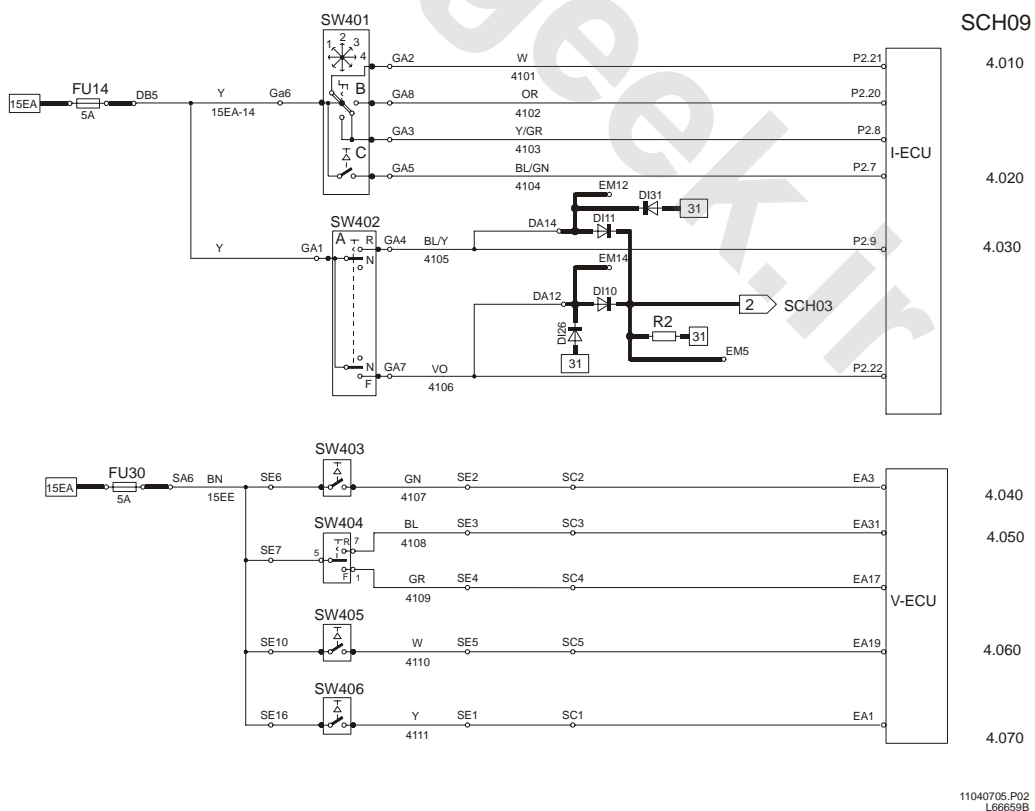 SCH09
SW401
1 2 3 4
GA2 W 4101 P2.21 4.010
FU14
15EA 5A DB5 Y 15EA-14 Ga6
B GA8 OR 4102 P2.20
GA3 Y/GR 4103 P2.8
I-ECU
C GA5 BL/GN 4104 P2.7 4.020
EM12
DI31
31
SW402
DA14 DI11
Y GA1 A R N GA4 BL/Y 4105 P2.9 4.030
EM14
DA12 DI10 2 SCH03
DI26 R2 31
31 EM5
N F GA7 VO 4106 P2.22
SW403
FU30
15EA 5A SA6 BN 15EE SE6 GN 4107 SE2 SC2 EA3 4.040
SW404
R 7 BL 4108 SE3 SC3 EA31 4.050
SE7 5
F 1 GR 4109 SE4 SC4 EA17
V-ECU
SW405
SE10 W 4110 SE5 SC5 EA19 4.060
SW406
SE16 Y 4111 SE1 SC1 EA1 4.070
11040705.P02
L66659B
geek.ir